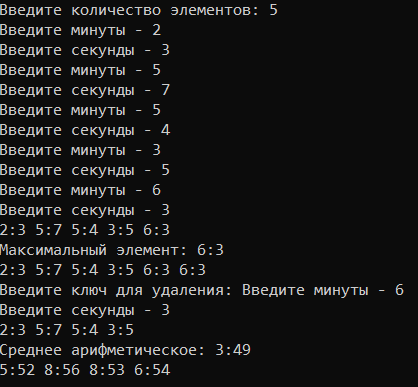 Введите количество элементов: 5
Введите минуты - 2
Введите секунды - 3
Введите минуты - 5
Введите секунды - 7
Введите минуты - 5
Введите секунды - 4
Введите минуты - 3
Введите секунды - 5
Введите минуты - 6
Введите секунды - 3
2:3 5:7 5:4 3:5 6:3
Максимальный элемент: 6:3
2:3 5:7 5:4 3:5 6:3 6:3
Введите ключ для удаления: Введите минуты - 6
Введите секунды - 3
2:3 5:7 5:4 3:5
Среднее арифметическое: 3:49
5:52 8:56 8:53 6:54